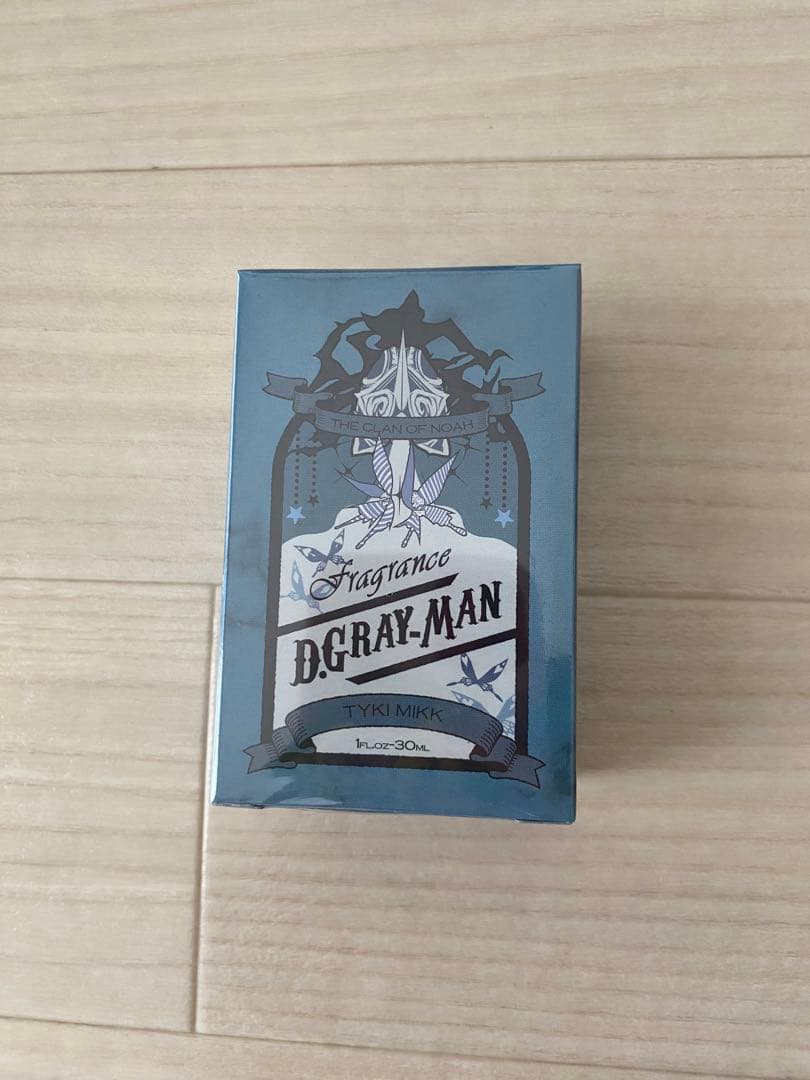 THE CLAN OF NOAH
Fragrance
D.GRAY-MAN
TYKI MIKK
1FL.OZ-30ML